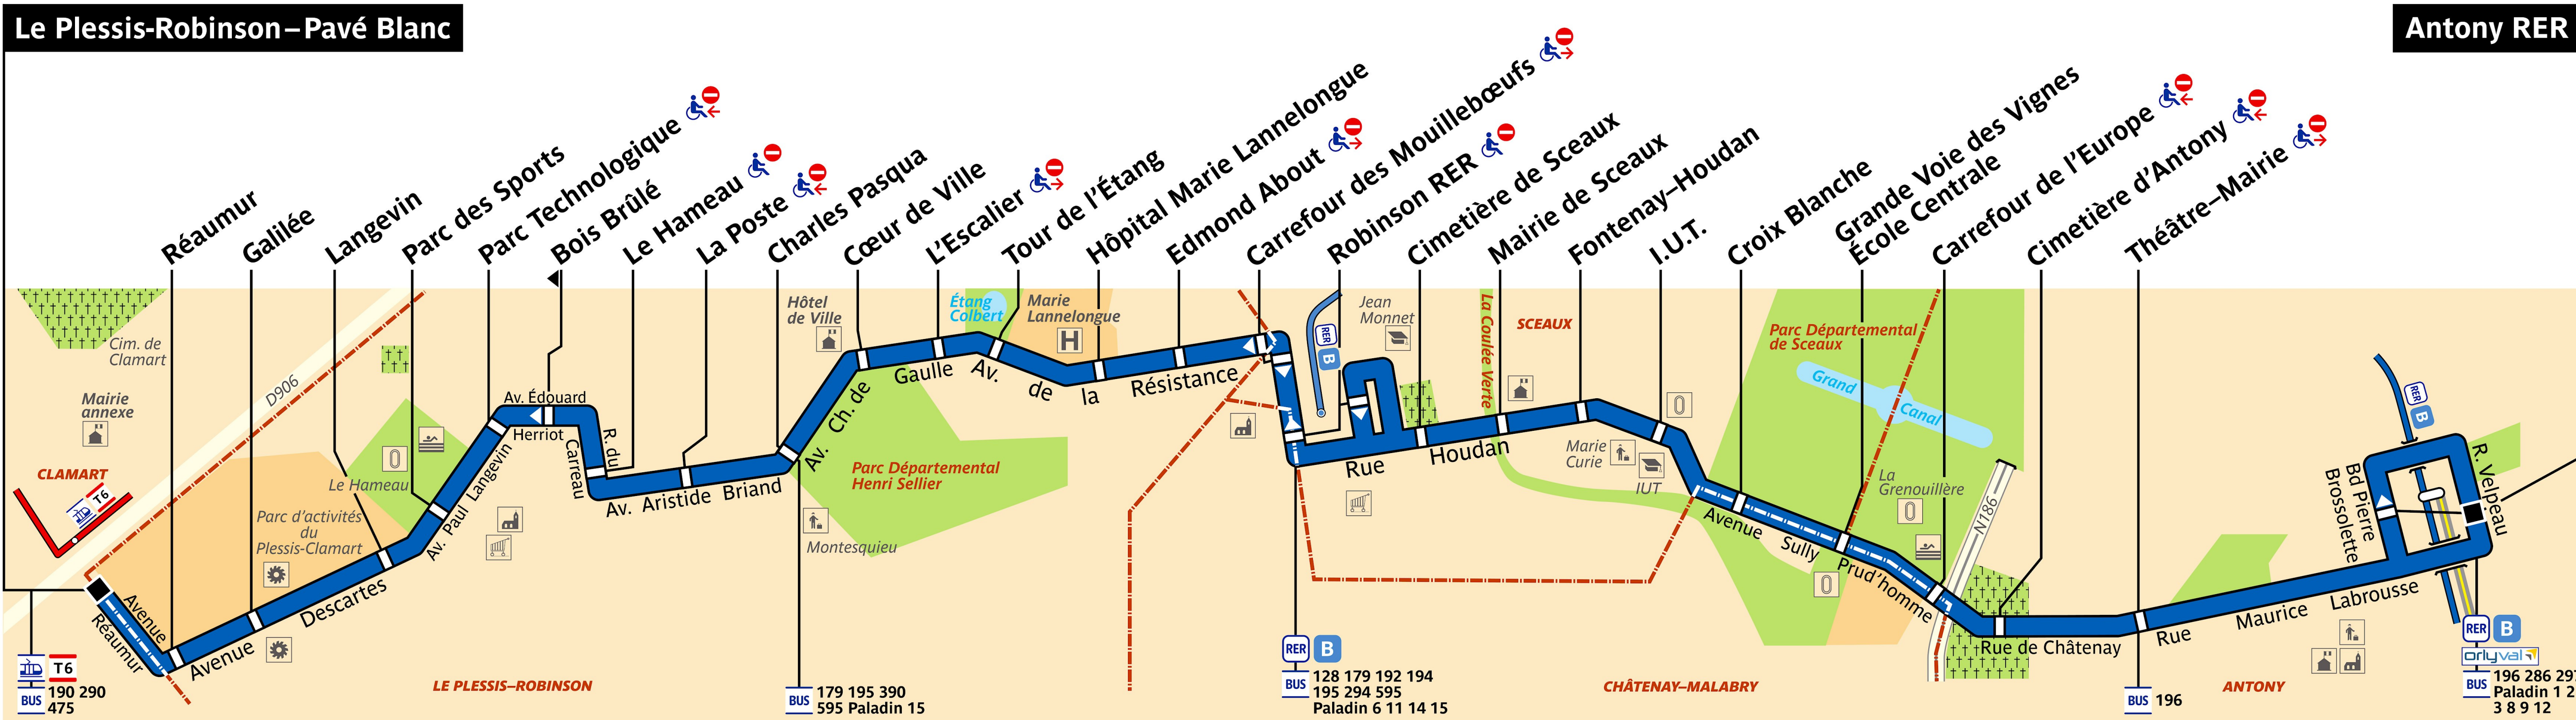 Le Plessis-Robinson–Pavé Blanc
Antony RER
Réaumur
Galilée
Langevin
Parc des Sports
Parc Technologique
Bois Brûlé
Le Hameau
La Poste
Charles Pasqua
Cœur de Ville
L'Escalier
Tour de l'Étang
Hôpital Marie Lannelongue
Edmond About
Carrefour des Mouillebœufs
Robinson RER
Cimetière de Sceaux
Mairie de Sceaux
Fontenay–Houdan
I.U.T.
Croix Blanche
Grande Voie des Vignes
École Centrale
Carrefour de l'Europe
Cimetière d'Antony
Théâtre–Mairie
Cim. de
Clamart
Mairie
annexe
CLAMART
T6
D906
Avenue
Réaumur
T6
BUS
190 290
475
Avenue
Descartes
Parc d'activités
du
Plessis-Clamart
Le Hameau
Av. Paul Langevin
Av. Édouard
Herriot
R. du
Carreau
Av. Aristide Briand
LE PLESSIS–ROBINSON
Hôtel
de Ville
Montesquieu
Parc Départemental
Henri Sellier
BUS
179 195 390
595 Paladin 15
Av. Ch. de
Gaulle
Étang
Colbert
Marie
Lannelongue
H
Av.
de
la
Résistance
RER
B
Jean
Monnet
RER B
BUS
128 179 192 194
195 294 595
Paladin 6 11 14 15
Rue
Houdan
La Coulée Verte
SCEAUX
Marie
Curie
IUT
CHÂTENAY–MALABRY
Parc Départemental
de Sceaux
Grand
Canal
La
Grenouillère
N186
Avenue
Sully
Prud'homme
Rue de Châtenay
BUS
196
Rue
Maurice
Labrousse
ANTONY
Bd Pierre
Brossolette
R. Velpeau
RER
B
RER B
orlyval
BUS
196 286 297
Paladin 1 2
3 8 9 12